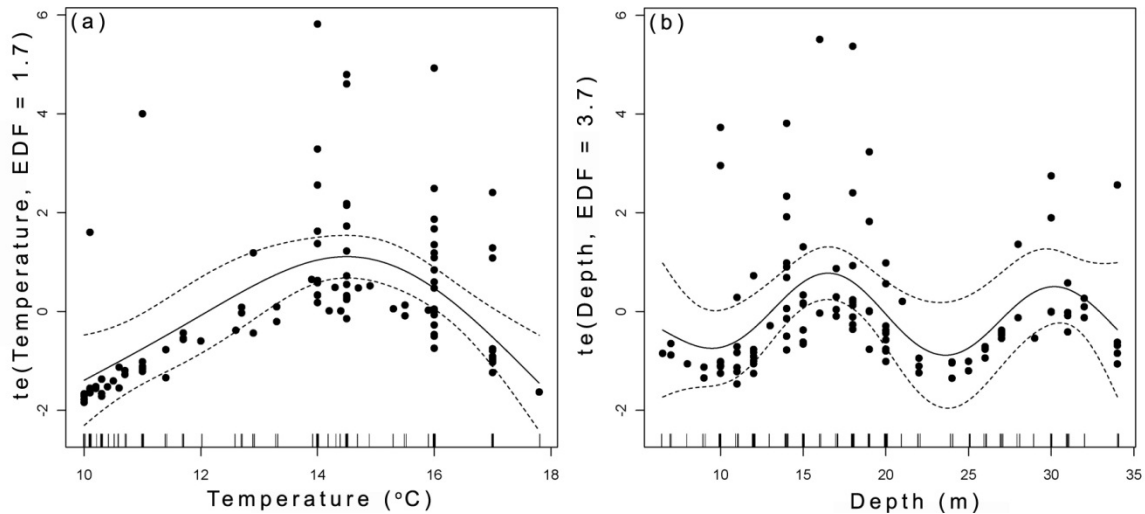 (a)
te(Temperature, EDF = 1.7)
6
4
2
0
-2
10 12 14 16 18
Temperature (°C)
(b)
te(Depth, EDF = 3.7)
6
4
2
0
-2
10 15 20 25 30 35
Depth (m)